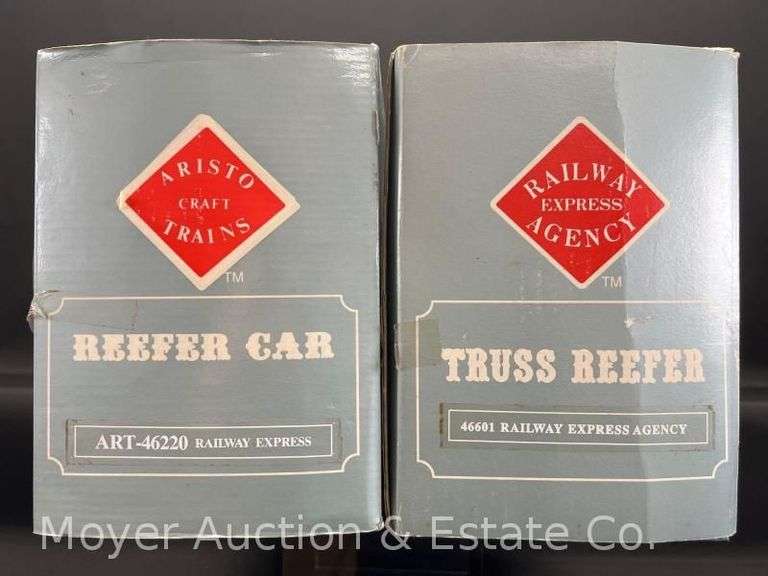 ARISTO
CRAFT
TRAINS
TM
REEFER CAR
ART-46220 RAILWAY EXPRESS
RAILWAY
EXPRESS
AGENCY
TM
TRUSS REEFER
46601 RAILWAY EXPRESS AGENCY
Moyer Auction & Estate Co.